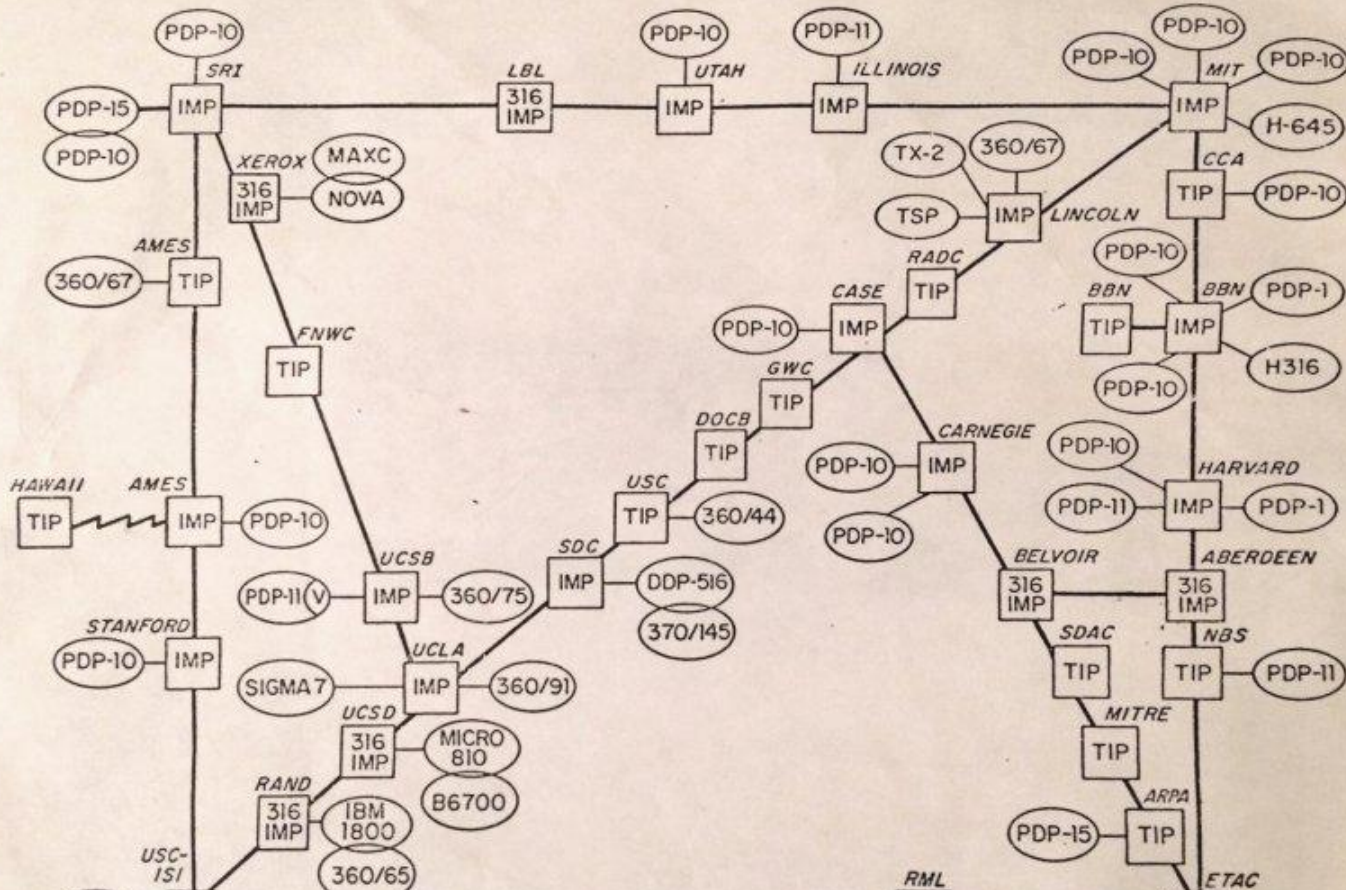 PDP-10
SRI
IMP
PDP-15
PDP-10
LBL
316
IMP
PDP-10
UTAH
IMP
PDP-11
ILLINOIS
IMP
PDP-10
PDP-10
MIT
PDP-10
IMP
H-645
XEROX
316
IMP
MAXC
NOVA
TX-2
360/67
TSP
IMP
LINCOLN
CCA
TIP
PDP-10
AMES
360/67
TIP
RADC
TIP
PDP-10
BBN
TIP
BBN
IMP
PDP-1
H316
PDP-10
FNWC
TIP
CASE
PDP-10
IMP
GWC
TIP
DOCB
TIP
CARNEGIE
PDP-10
IMP
PDP-10
PDP-10
HARVARD
PDP-11
IMP
PDP-1
HAWAII
TIP
AMES
IMP
PDP-10
USC
TIP
360/44
SDC
IMP
DDP-516
370/145
UCSB
PDP-11
V
IMP
360/75
BELVOIR
316
IMP
ABERDEEN
316
IMP
STANFORD
PDP-10
IMP
UCLA
SIGMA7
IMP
360/91
SDAC
TIP
NBS
TIP
PDP-11
UCSD
316
IMP
MICRO
810
B6700
MITRE
TIP
RAND
316
IMP
IBM
1800
360/65
ARPA
PDP-15
TIP
USC-
ISI
RML
ETAC